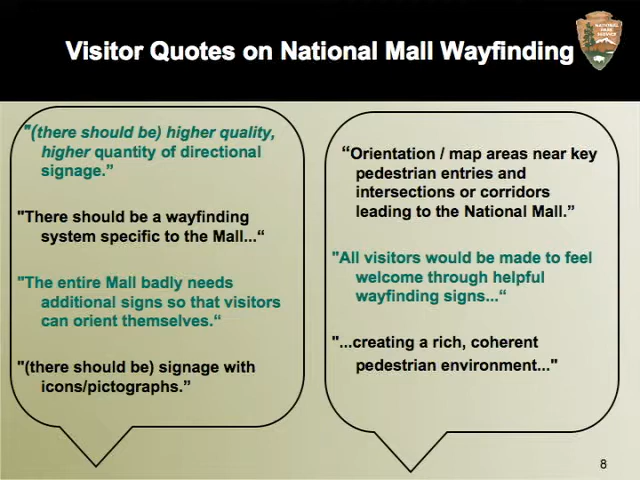 Visitor Quotes on National Mall Wayfinding
NATIONAL
PARK
SERVICE
"(there should be) higher quality,
higher quantity of directional
signage.”
"There should be a wayfinding
system specific to the Mall...“
"The entire Mall badly needs
additional signs so that visitors
can orient themselves.“
"(there should be) signage with
icons/pictographs.”
“Orientation / map areas near key
pedestrian entries and
intersections or corridors
leading to the National Mall.”
"All visitors would be made to feel
welcome through helpful
wayfinding signs...“
"...creating a rich, coherent
pedestrian environment..."
8